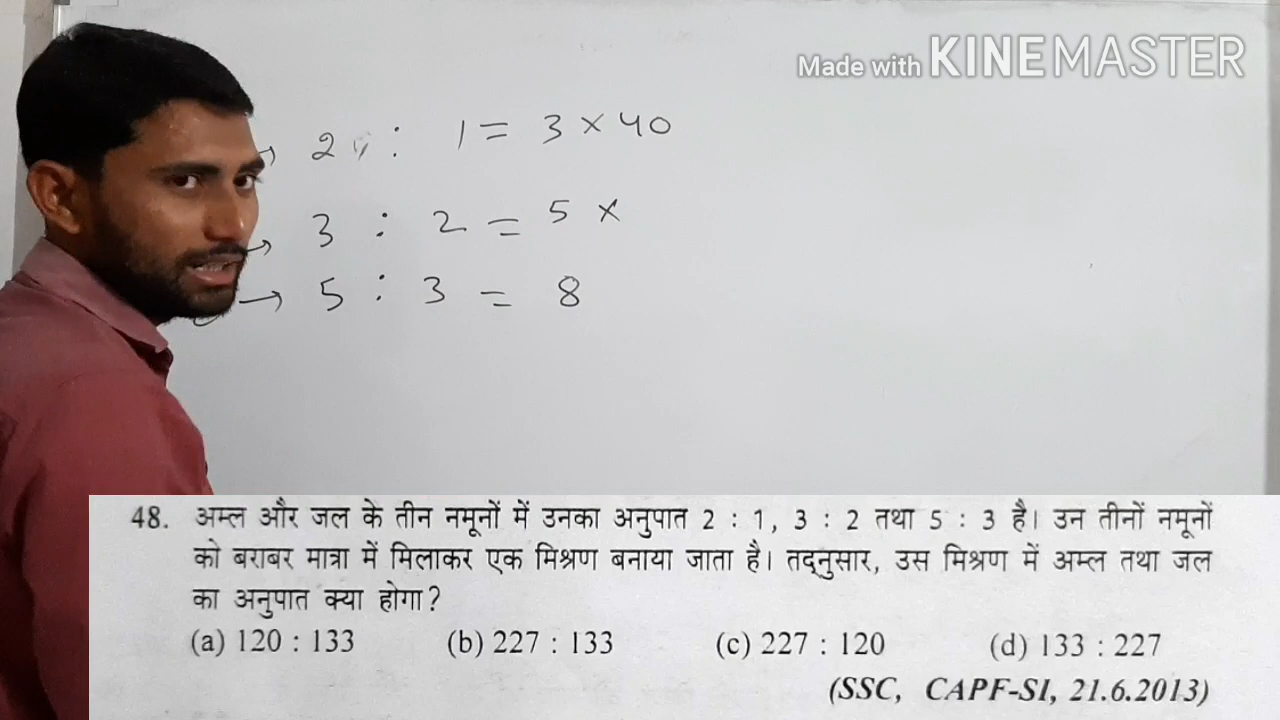 Made with KINEMASTER
→ 2 : 1 = 3 × 40
→ 3 : 2 = 5 ×
→ 5 : 3 = 8
48. अम्ल और जल के तीन नमूनों में उनका अनुपात 2 : 1, 3 : 2 तथा 5 : 3 है। उन तीनों नमूनों
को बराबर मात्रा में मिलाकर एक मिश्रण बनाया जाता है। तद्नुसार, उस मिश्रण में अम्ल तथा जल
का अनुपात क्या होगा?
(a) 120 : 133 (b) 227 : 133 (c) 227 : 120 (d) 133 : 227
(SSC, CAPF-SI, 21.6.2013)